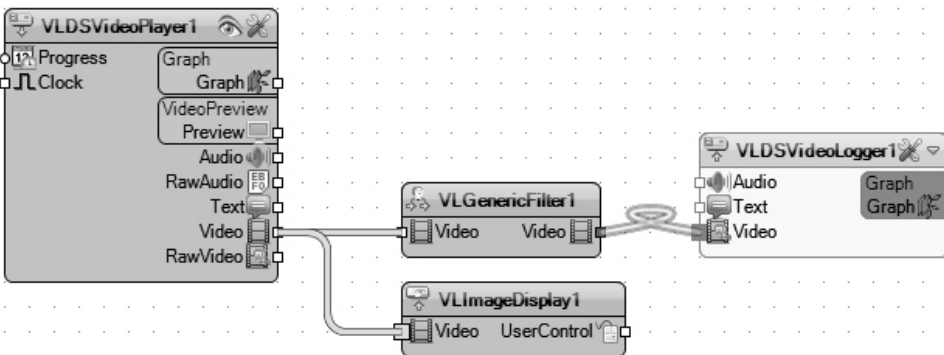 VLDSVideoPlayer1
Progress
Clock
Graph
Graph
VideoPreview
Preview
Audio
RawAudio
Text
Video
RawVideo
VLGenericFilter1
Video Video
VLImageDisplay1
Video UserControl
VLDSVideoLogger1
Audio
Text
Video
Graph
Graph